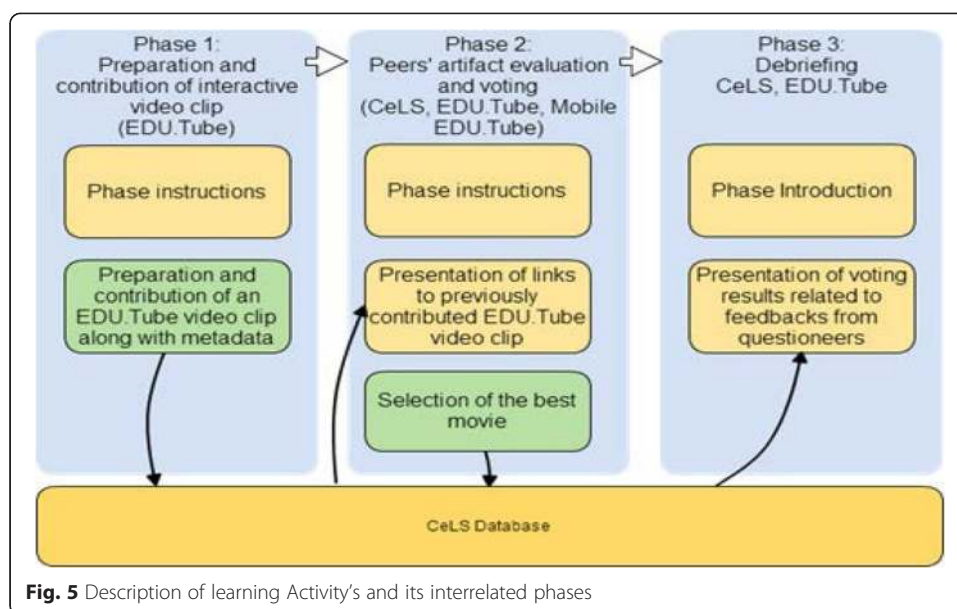 Phase 1:
Preparation and
contribution of interactive
video clip
(EDU.Tube)
Phase instructions
Preparation and
contribution of an
EDU.Tube video clip
along with metadata
Phase 2:
Peers' artifact evaluation
and voting
(CeLS, EDU.Tube, Mobile
EDU.Tube)
Phase instructions
Presentation of links
to previously
contributed EDU.Tube
video clip
Selection of the best
movie
Phase 3:
Debriefing
CeLS, EDU.Tube
Phase Introduction
Presentation of voting
results related to
feedbacks from
questioneers
CeLS Database
Fig. 5 Description of learning Activity's and its interrelated phases